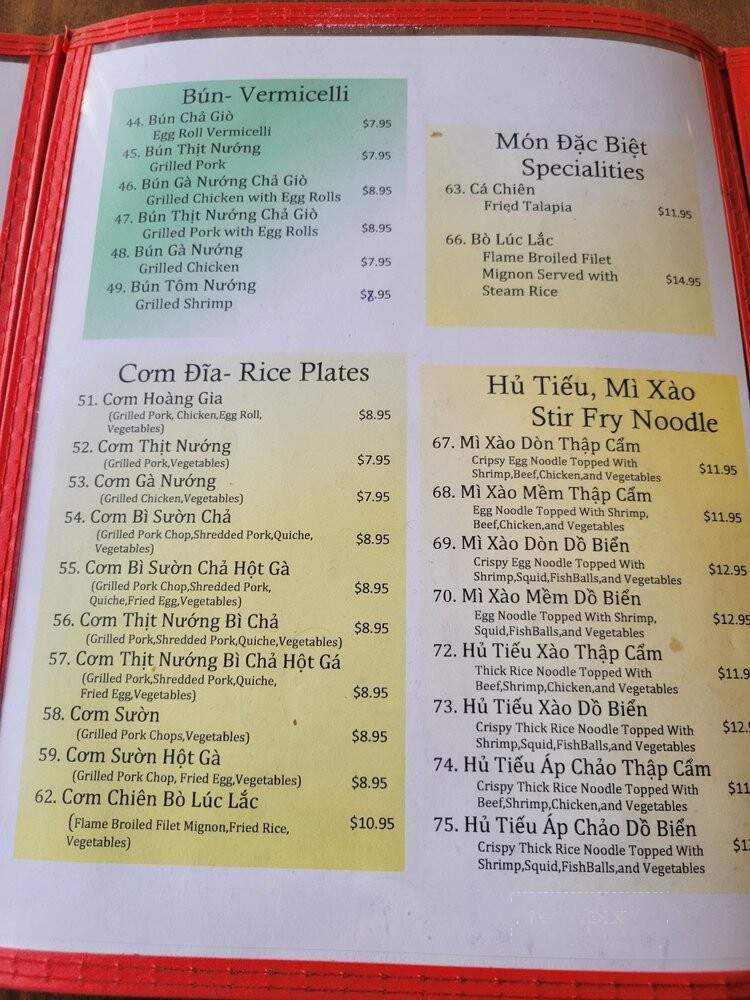 Bún- Vermicelli
44. Bún Chả Giò $7.95
Egg Roll Vermicelli
45. Bún Thịt Nướng $7.95
Grilled Pork
46. Bún Gà Nướng Chả Giò $8.95
Grilled Chicken with Egg Rolls
47. Bún Thịt Nướng Chả Giò $8.95
Grilled Pork with Egg Rolls
48. Bún Gà Nướng $7.95
Grilled Chicken
49. Bún Tôm Nướng $8.95
Grilled Shrimp
Cơm Đĩa- Rice Plates
51. Cơm Hoàng Gia $8.95
(Grilled Pork, Chicken,Egg Roll,
Vegetables)
52. Cơm Thịt Nướng $7.95
(Grilled Pork,Vegetables)
53. Cơm Gà Nướng $7.95
(Grilled Chicken,Vegetables)
54. Cơm Bì Sườn Chả $8.95
(Grilled Pork Chop,Shredded Pork,Quiche,
Vegetables)
55. Cơm Bì Sườn Chả Hột Gà $8.95
(Grilled Pork Chop,Shredded Pork,
Quiche,Fried Egg,Vegetables)
56. Cơm Thịt Nướng Bì Chả $8.95
(Grilled Pork,Shredded Pork,Quiche,Vegetables)
57. Cơm Thịt Nướng Bì Chả Hột Gá
(Grilled Pork,Shredded Pork,Quiche,
Fried Egg,Vegetables) $8.95
58. Cơm Sườn $8.95
(Grilled Pork Chops,Vegetables)
59. Cơm Sườn Hột Gà $8.95
(Grilled Pork Chop, Fried Egg,Vegetables)
62. Cơm Chiên Bò Lúc Lắc $10.95
(Flame Broiled Filet Mignon,Fried Rice,
Vegetables)
Món Đặc Biệt
Specialities
63. Cá Chiên
Fried Talapia $11.95
66. Bò Lúc Lắc
Flame Broiled Filet
Mignon Served with $14.95
Steam Rice
Hủ Tiếu, Mì Xào
Stir Fry Noodle
67. Mì Xào Dòn Thập Cẩm
Cripsy Egg Noodle Topped With $11.95
Shrimp,Beef,Chicken,and Vegetables
68. Mì Xào Mềm Thập Cẩm
Egg Noodle Topped With Shrimp, $11.95
Beef,Chicken,and Vegetables
69. Mì Xào Dòn Dồ Biển
Crispy Egg Noodle Topped With $12.95
Shrimp,Squid,FishBalls,and Vegetables
70. Mì Xào Mềm Dồ Biển
Egg Noodle Topped With Shrimp, $12.95
Squid,FishBalls,and Vegetables
72. Hủ Tiếu Xào Thập Cẩm
Thick Rice Noodle Topped With $11.9
Beef,Shrimp,Chicken,and Vegetables
73. Hủ Tiếu Xào Dồ Biển
Crispy Thick Rice Noodle Topped With $12.
Shrimp,Squid,FishBalls,and Vegetables
74. Hủ Tiếu Áp Chảo Thập Cẩm
Crispy Thick Rice Noodle Topped With $11
Beef,Shrimp,Chicken,and Vegetables
75. Hủ Tiếu Áp Chảo Dồ Biển
Crispy Thick Rice Noodle Topped With
Shrimp,Squid,FishBalls,and Vegetables